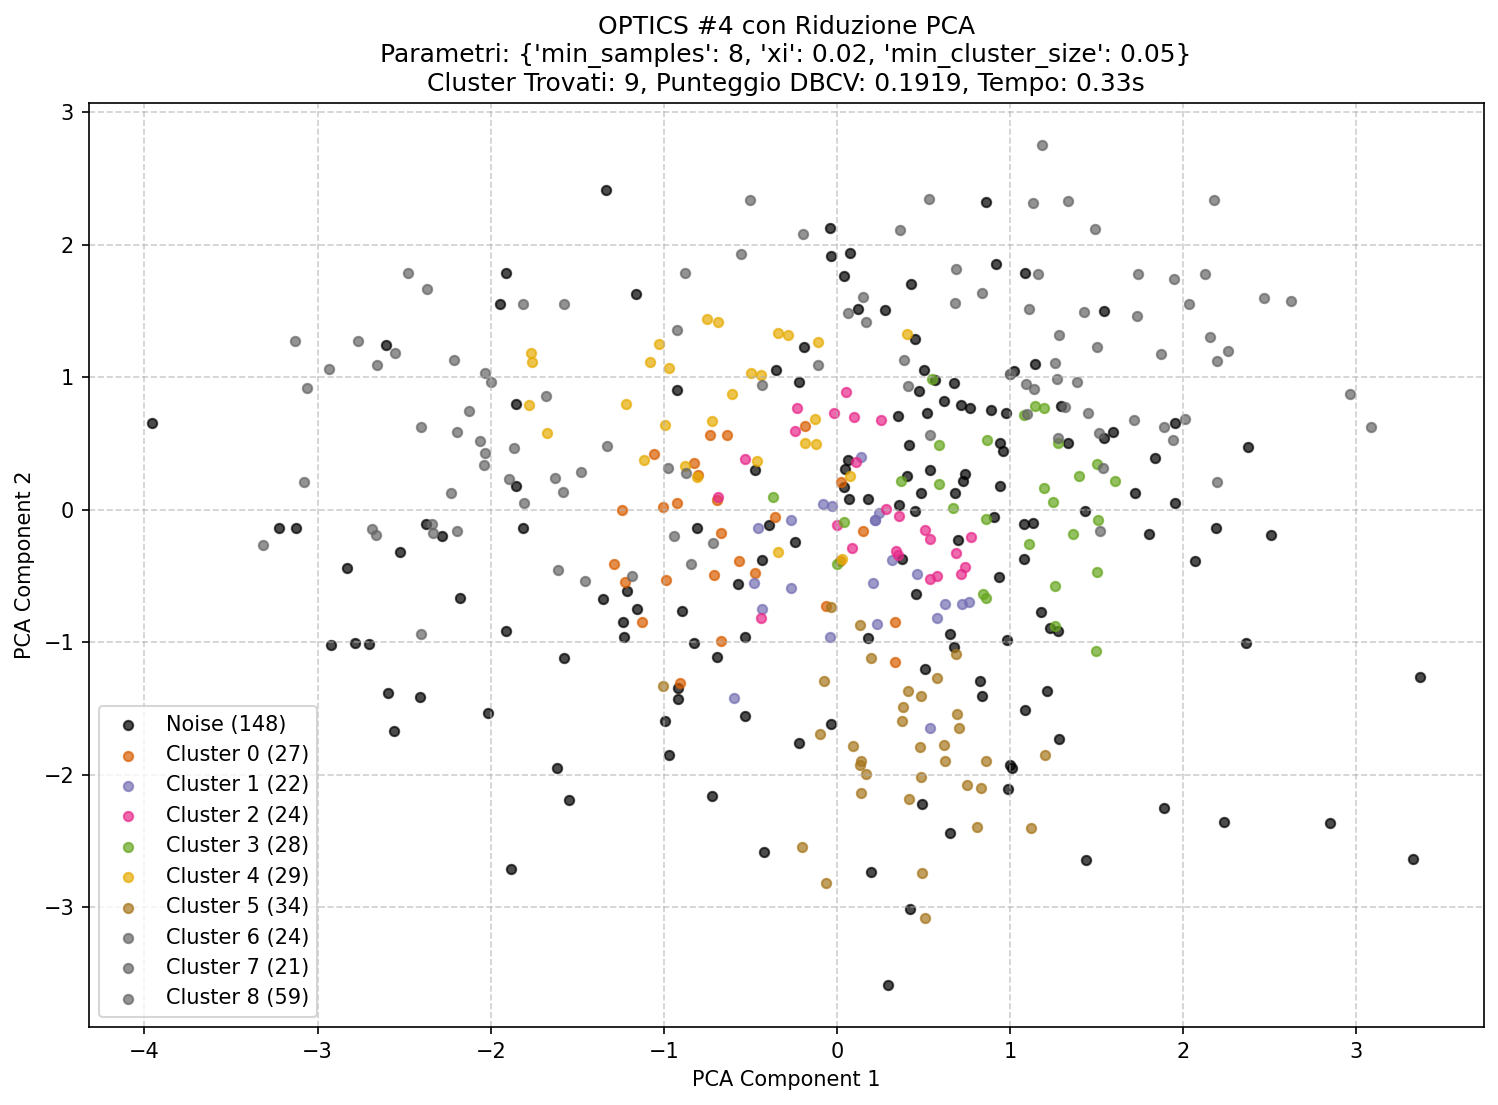 OPTICS #4 con Riduzione PCA
Parametri: {'min_samples': 8, 'xi': 0.02, 'min_cluster_size': 0.05}
Cluster Trovati: 9, Punteggio DBCV: 0.1919, Tempo: 0.33s
3
2
1
0
−1
−2
−3
PCA Component 2
Noise (148)
Cluster 0 (27)
Cluster 1 (22)
Cluster 2 (24)
Cluster 3 (28)
Cluster 4 (29)
Cluster 5 (34)
Cluster 6 (24)
Cluster 7 (21)
Cluster 8 (59)
−4 −3 −2 −1 0 1 2 3
PCA Component 1